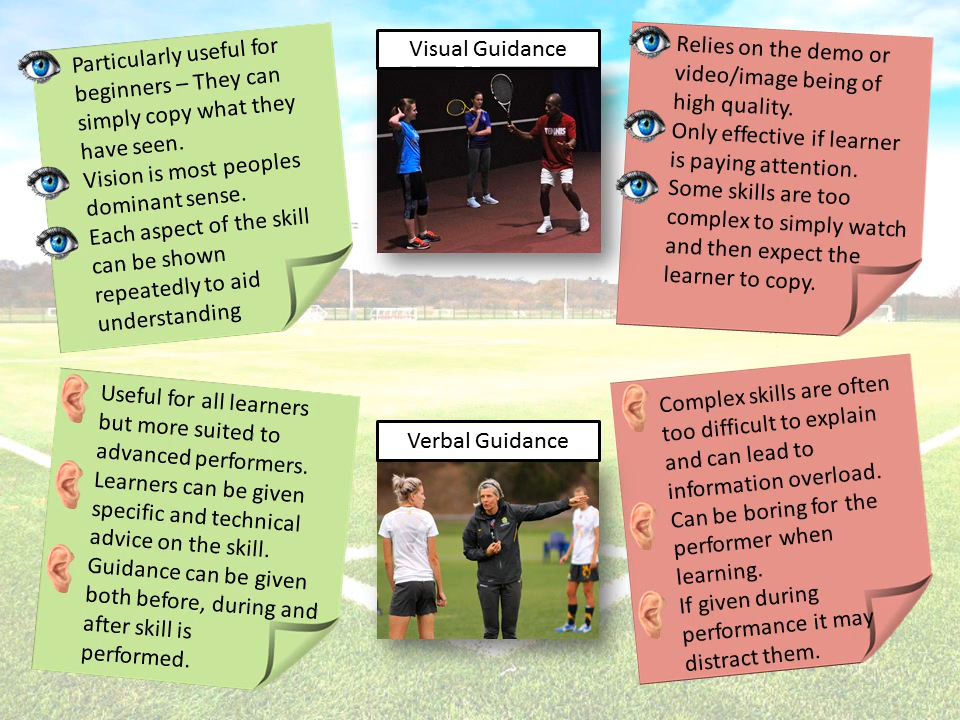 Particularly useful for
beginners – They can
simply copy what they
have seen.
Vision is most peoples
dominant sense.
Each aspect of the skill
can be shown
repeatedly to aid
understanding
Visual Guidance
TENNIS
Relies on the demo or
video/image being of
high quality.
Only effective if learner
is paying attention.
Some skills are too
complex to simply watch
and then expect the
learner to copy.
Useful for all learners
but more suited to
advanced performers.
Learners can be given
specific and technical
advice on the skill.
Guidance can be given
both before, during and
after skill is
performed.
Verbal Guidance
Complex skills are often
too difficult to explain
and can lead to
information overload.
Can be boring for the
performer when
learning.
If given during
performance it may
distract them.